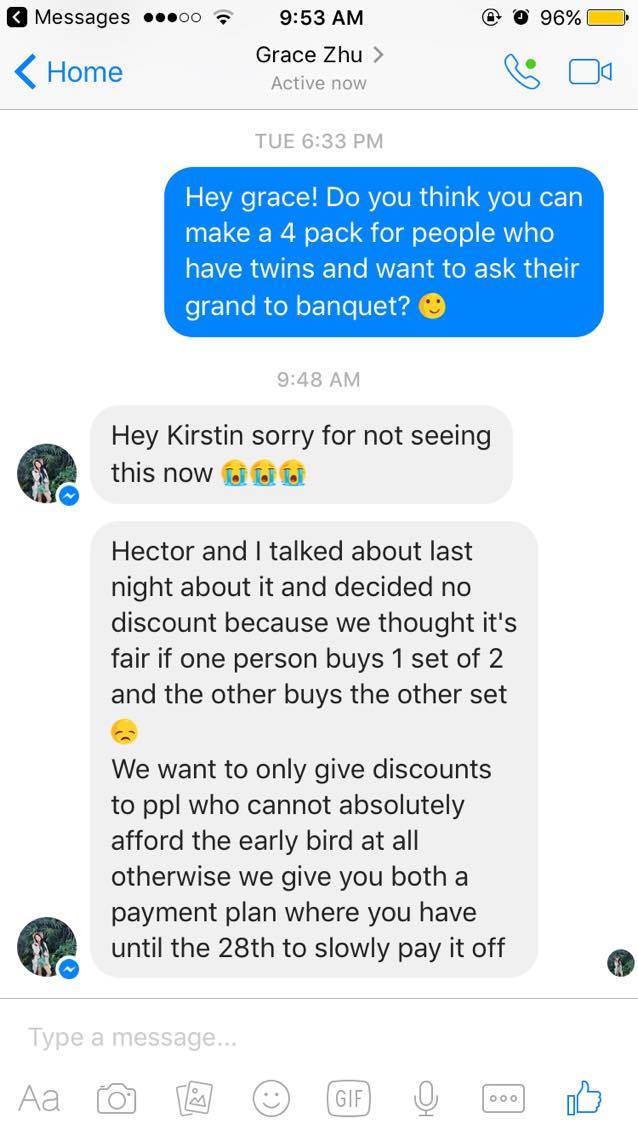 Messages 9:53 AM 96%
Home
Grace Zhu
Active now
TUE 6:33 PM
Hey grace! Do you think you can
make a 4 pack for people who
have twins and want to ask their
grand to banquet? 🙂
9:48 AM
Hey Kirstin sorry for not seeing
this now 😭😭😭
Hector and I talked about last
night about it and decided no
discount because we thought it's
fair if one person buys 1 set of 2
and the other buys the other set
😞
We want to only give discounts
to ppl who cannot absolutely
afford the early bird at all
otherwise we give you both a
payment plan where you have
until the 28th to slowly pay it off
Type a message...
Aa GIF